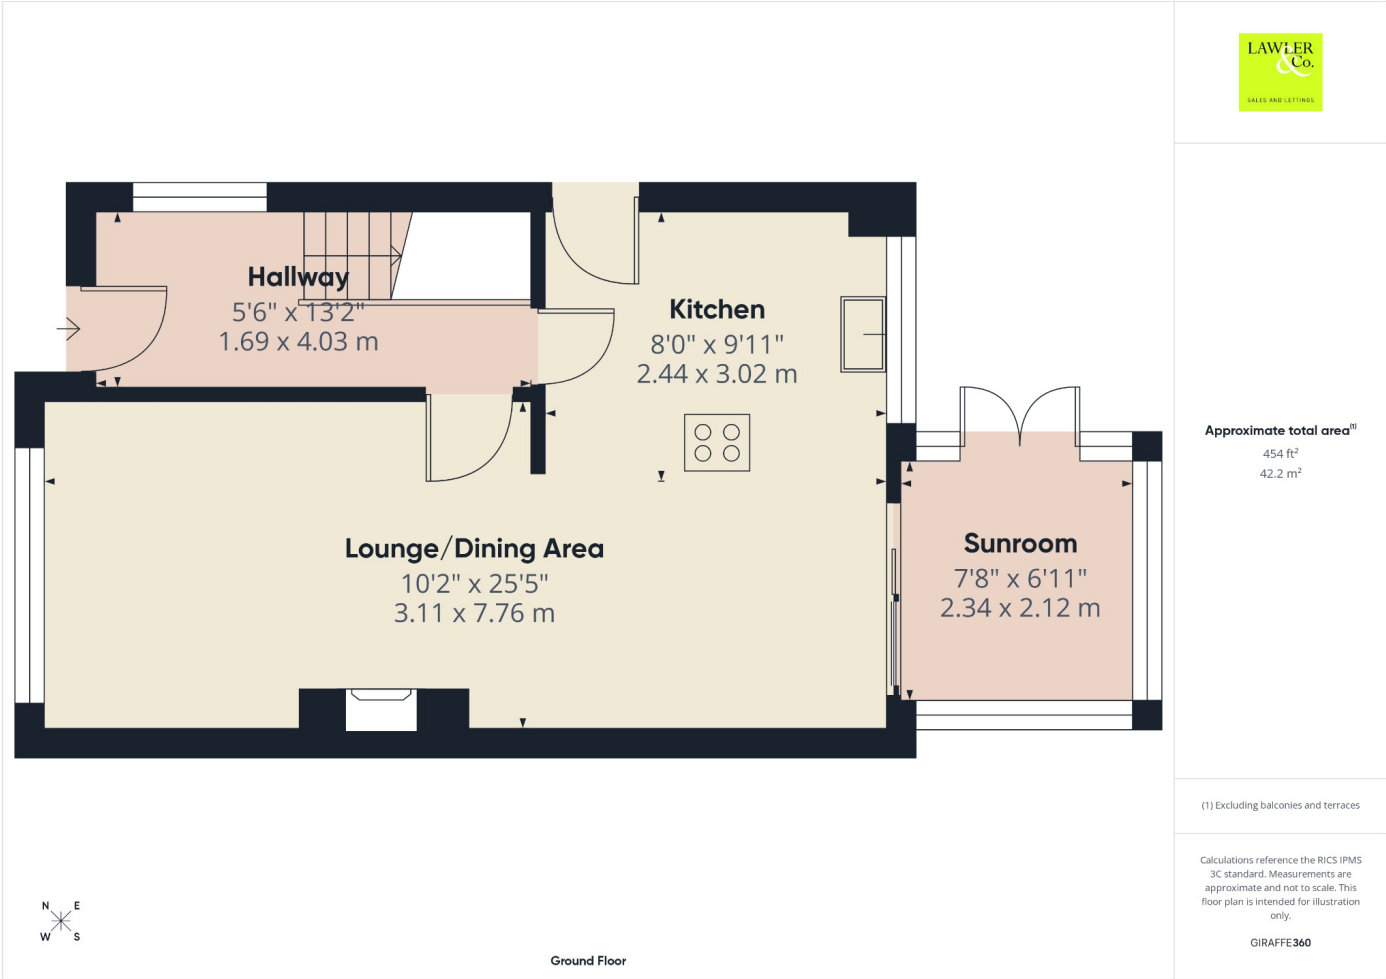 LAWLER
& Co.
SALES AND LETTINGS
Hallway
5'6" x 13'2"
1.69 x 4.03 m
Kitchen
8'0" x 9'11"
2.44 x 3.02 m
Lounge/Dining Area
10'2" x 25'5"
3.11 x 7.76 m
Sunroom
7'8" x 6'11"
2.34 x 2.12 m
Approximate total area⁽¹⁾
454 ft²
42.2 m²
(1) Excluding balconies and terraces
Calculations reference the RICS IPMS
3C standard. Measurements are
approximate and not to scale. This
floor plan is intended for illustration
only.
GIRAFFE360
N E
W S
Ground Floor